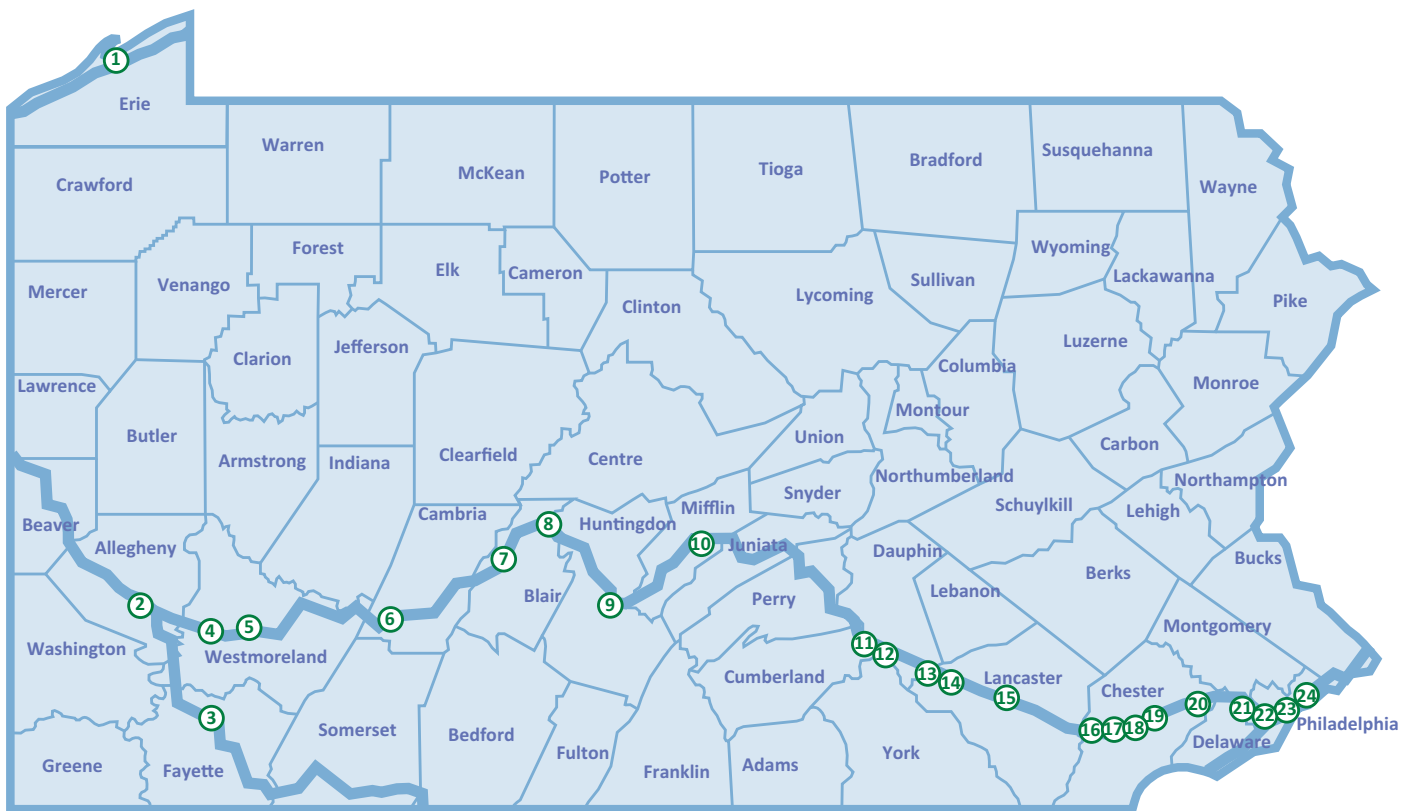 1
Erie
Warren
McKean
Potter
Tioga
Bradford
Susquehanna
Wayne
Crawford
Forest
Elk
Cameron
Wyoming
Lackawanna
Sullivan
Mercer
Venango
Clinton
Lycoming
Pike
Clarion
Jefferson
Luzerne
Columbia
Lawrence
Monroe
Montour
Butler
Union
Carbon
Armstrong
Indiana
Clearfield
Centre
Northumberland
Northampton
Snyder
Schuylkill
Lehigh
Mifflin
Cambria
Huntingdon
Beaver
8
Allegheny
10
Juniata
Dauphin
Bucks
7
Berks
Lebanon
Blair
Perry
2
9
6
5
4
Montgomery
Washington
Westmoreland
11
12
13
14
Cumberland
Lancaster
15
Chester
24
20
21
23
22
3
19
18
17
16
Philadelphia
Somerset
Bedford
Delaware
Fulton
York
Greene
Fayette
Franklin
Adams